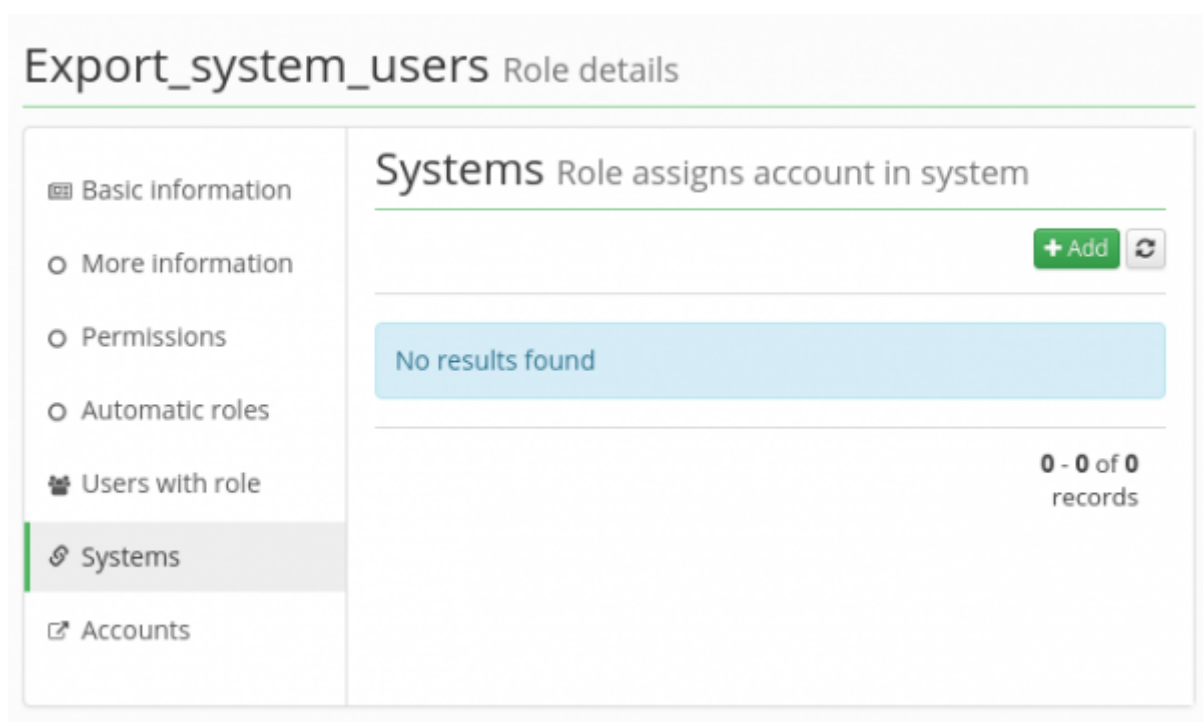 Export_system_users Role details
Basic information
More information
Permissions
Automatic roles
Users with role
Systems
Accounts
Systems Role assigns account in system
Add
No results found
0 - 0 of 0
records